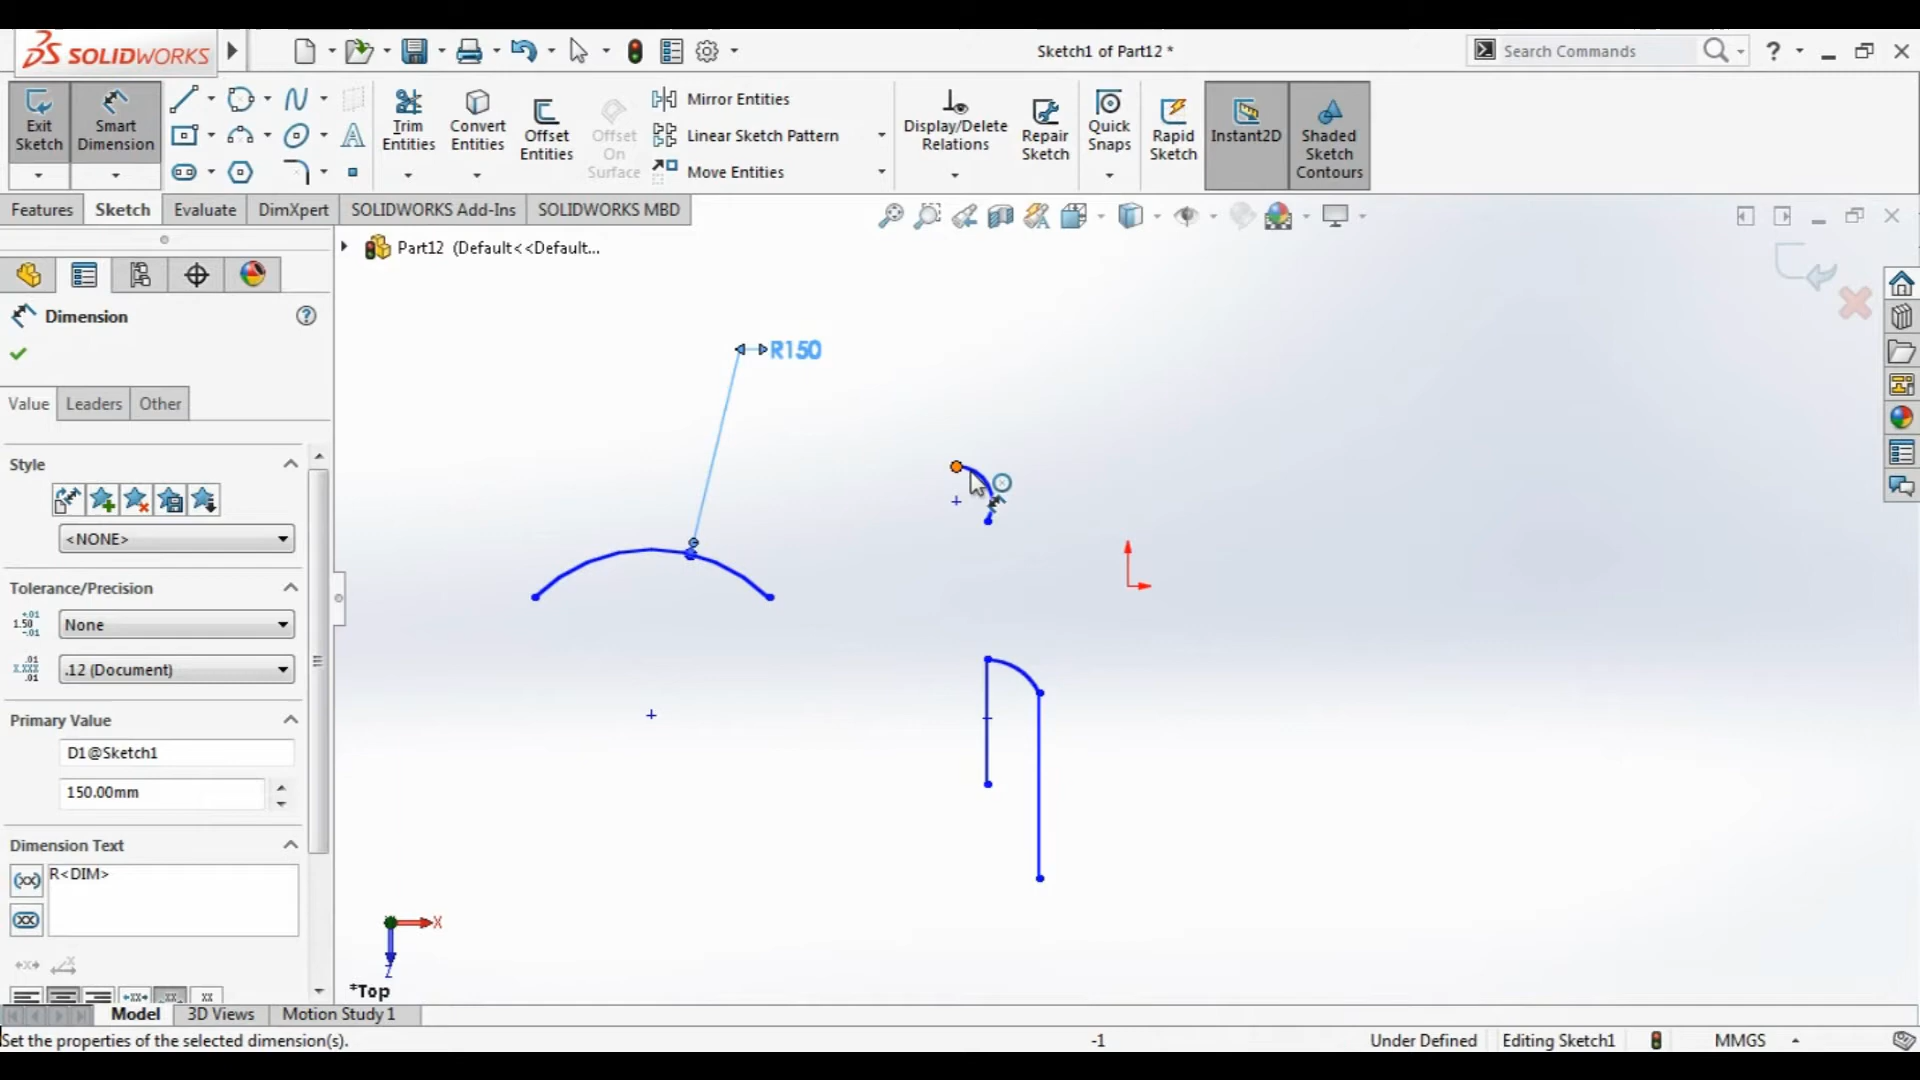 SOLIDWORKS
Sketch1 of Part12 *
Search Commands
?
Exit Sketch
Smart Dimension
Trim Entities
Convert Entities
Offset Entities
Offset On Surface
Mirror Entities
Linear Sketch Pattern
Move Entities
Display/Delete Relations
Repair Sketch
Quick Snaps
Rapid Sketch
Instant2D
Shaded Sketch Contours
Features
Sketch
Evaluate
DimXpert
SOLIDWORKS Add-Ins
SOLIDWORKS MBD
Part12 (Default<<Default...
Dimension
Value
Leaders
Other
Style
<NONE>
Tolerance/Precision
None
.12 (Document)
Primary Value
D1@Sketch1
150.00mm
Dimension Text
R<DIM>
R150
X
Z
*Top
Model
3D Views
Motion Study 1
Set the properties of the selected dimension(s).
-1
Under Defined
Editing Sketch1
MMGS